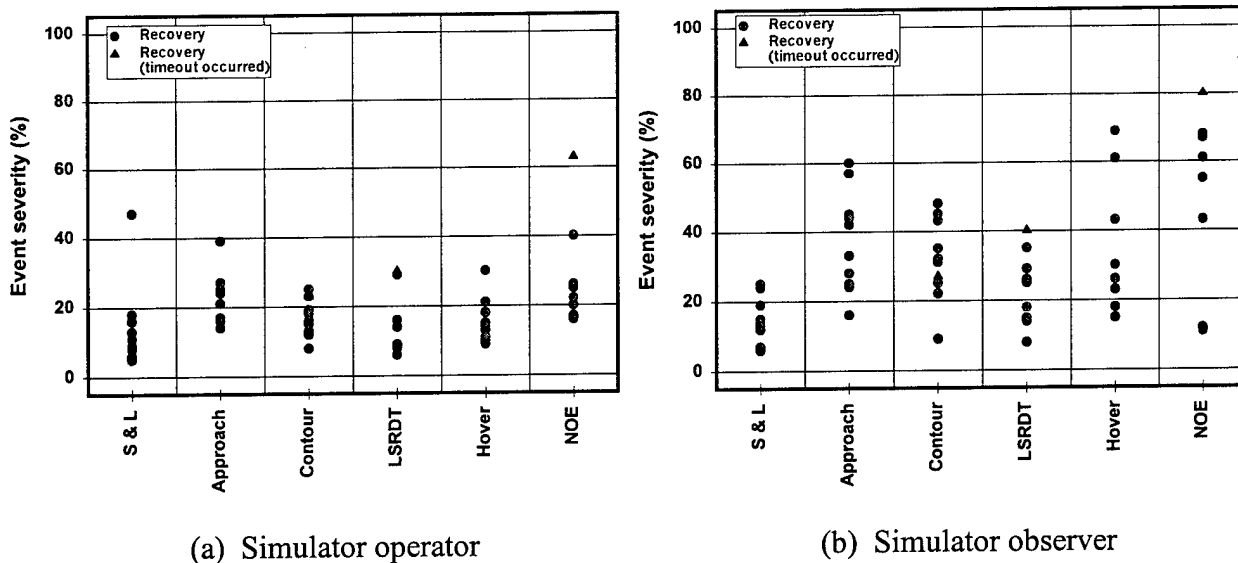 Event severity (%)
100
80
60
40
20
0
Recovery
Recovery
(timeout occurred)
S & L
Approach
Contour
LSRDT
Hover
NOE
(a) Simulator operator
Event severity (%)
100
80
60
40
20
0
Recovery
Recovery
(timeout occurred)
S & L
Approach
Contour
LSRDT
Hover
NOE
(b) Simulator observer